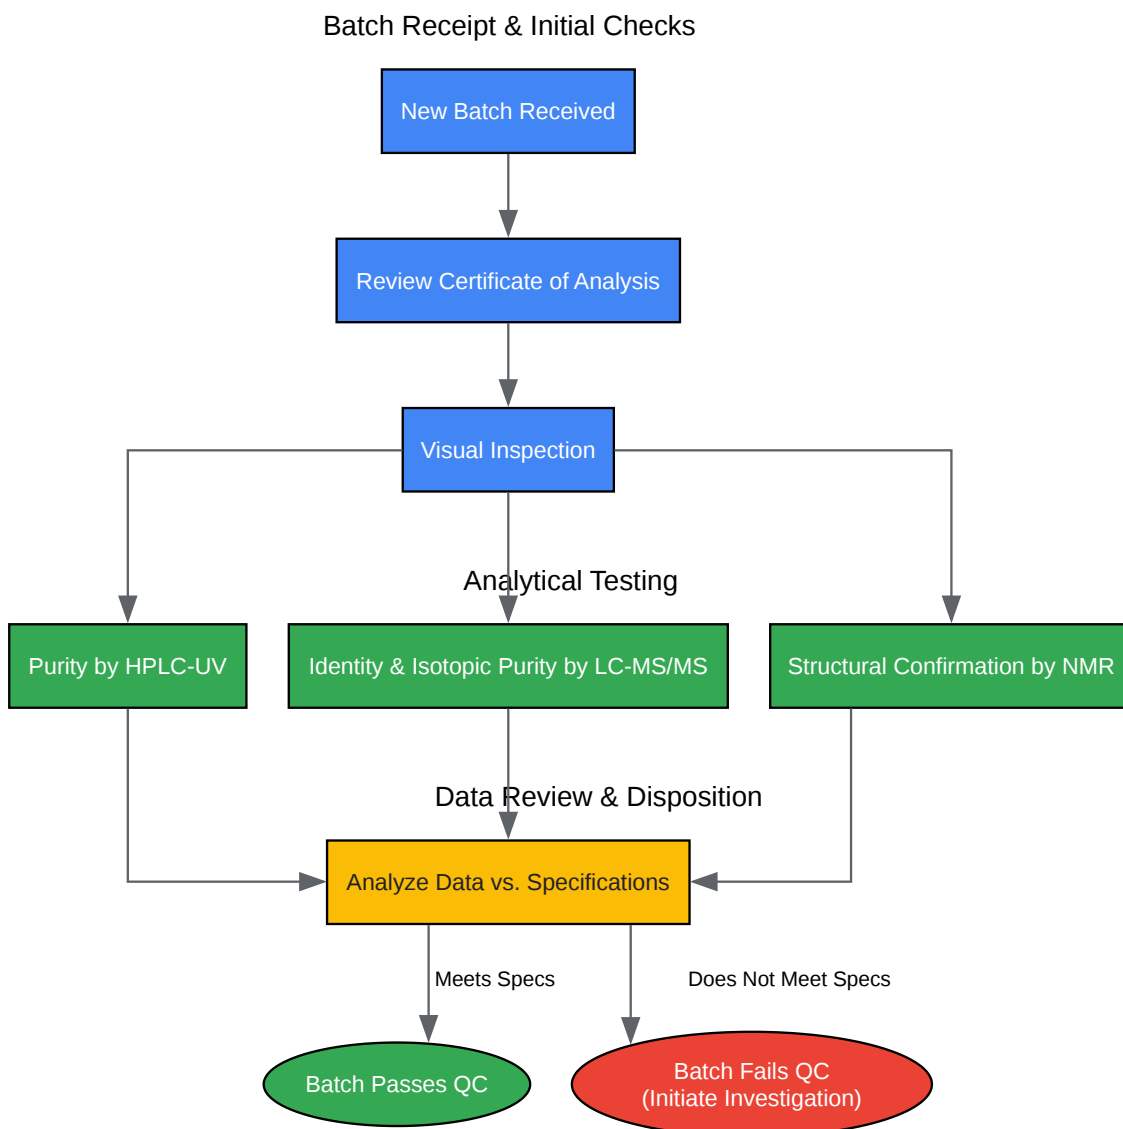 Batch Receipt & Initial Checks
New Batch Received
Review Certificate of Analysis
Visual Inspection
Analytical Testing
Purity by HPLC-UV
Identity & Isotopic Purity by LC-MS/MS
Structural Confirmation by NMR
Data Review & Disposition
Analyze Data vs. Specifications
Meets Specs
Does Not Meet Specs
Batch Passes QC
Batch Fails QC
(Initiate Investigation)